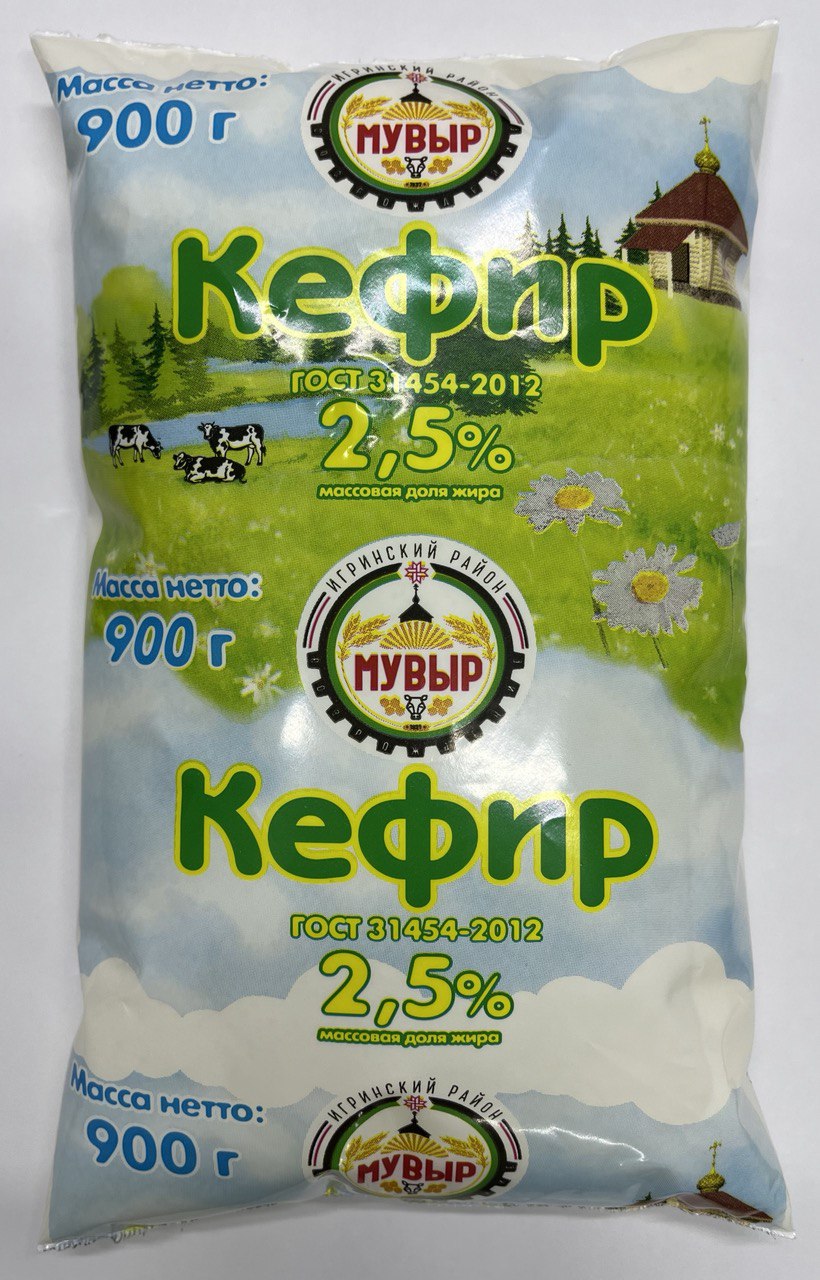 Масса нетто:
900 г
ИГРИНСКИЙ РАЙОН
МУВЫР
Кефир
ГОСТ 31454-2012
2,5%
массовая доля жира
Масса нетто:
900 г
ИГРИНСКИЙ РАЙОН
МУВЫР
Кефир
ГОСТ 31454-2012
2,5%
массовая доля жира
Масса нетто:
900 г
ИГРИНСКИЙ РАЙОН
МУВЫР